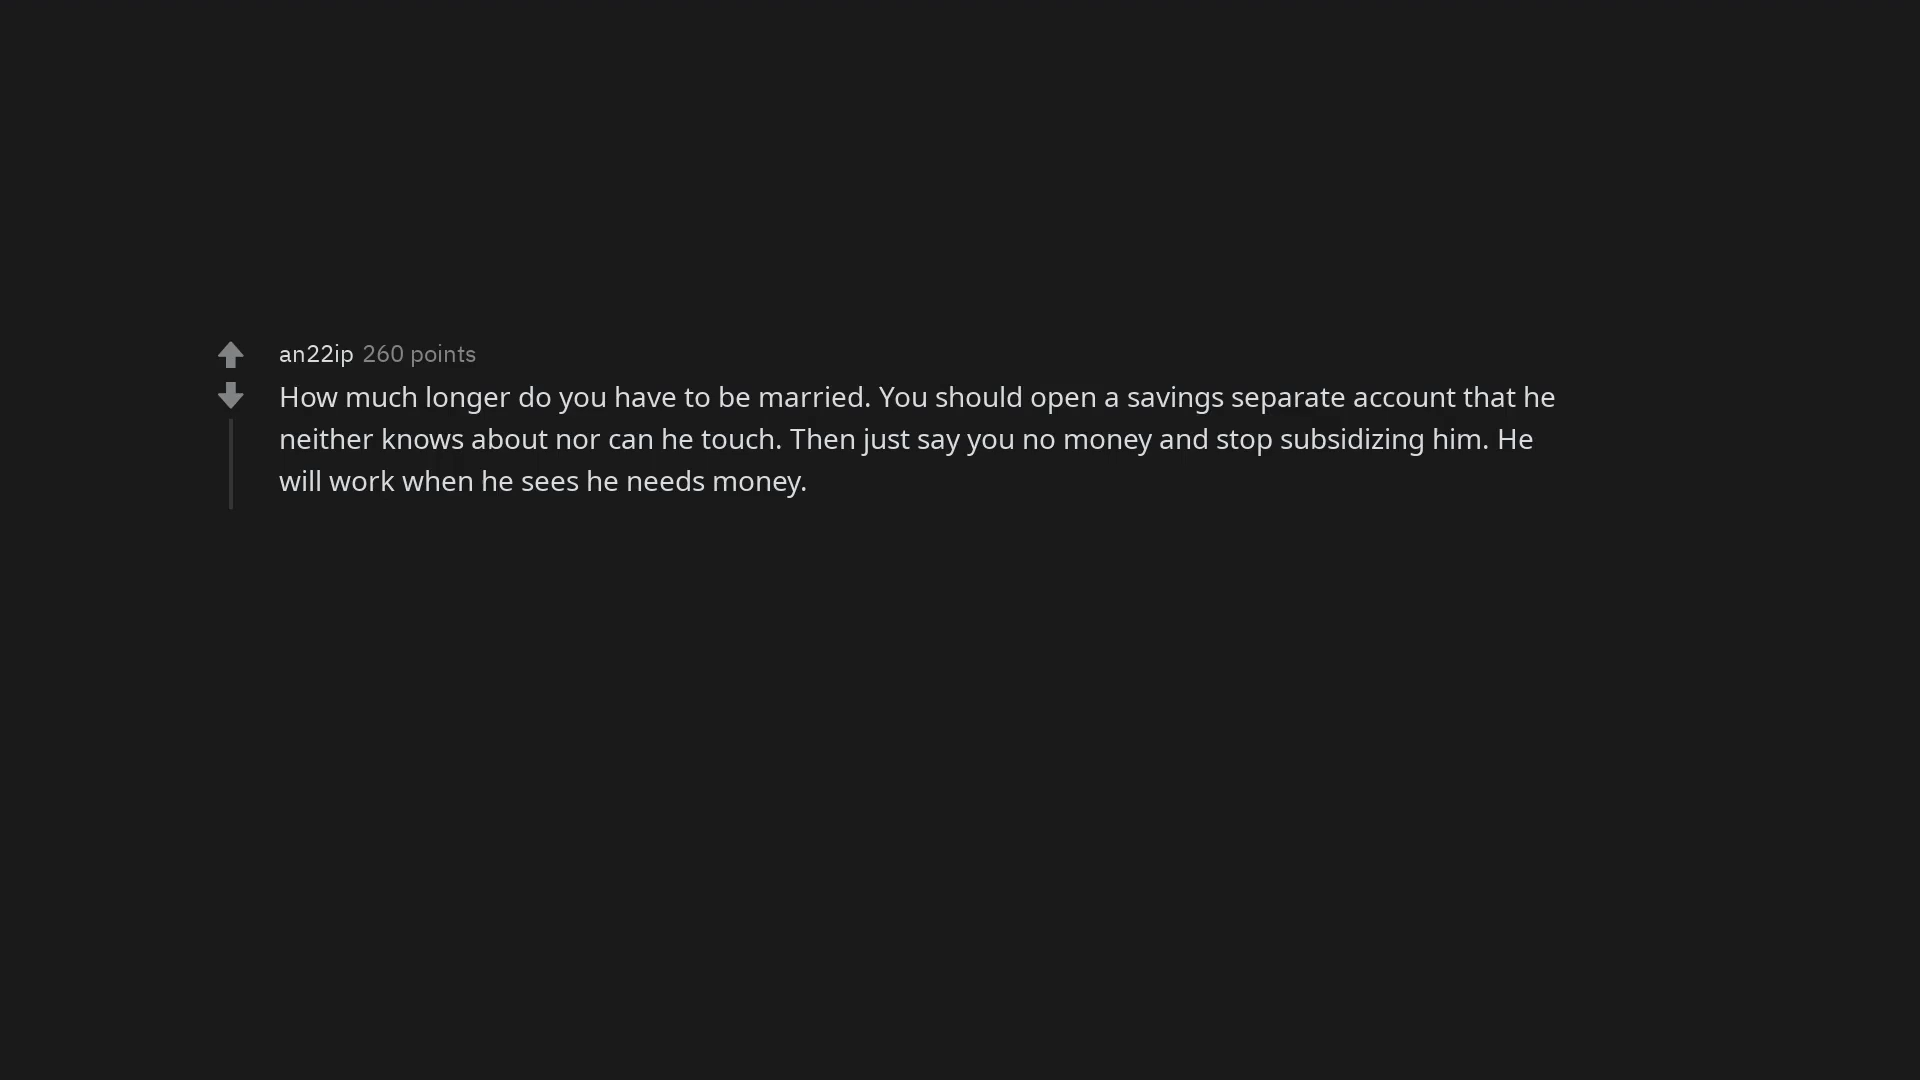 an22ip 260 points
How much longer do you have to be married. You should open a savings separate account that he
neither knows about nor can he touch. Then just say you no money and stop subsidizing him. He
will work when he sees he needs money.